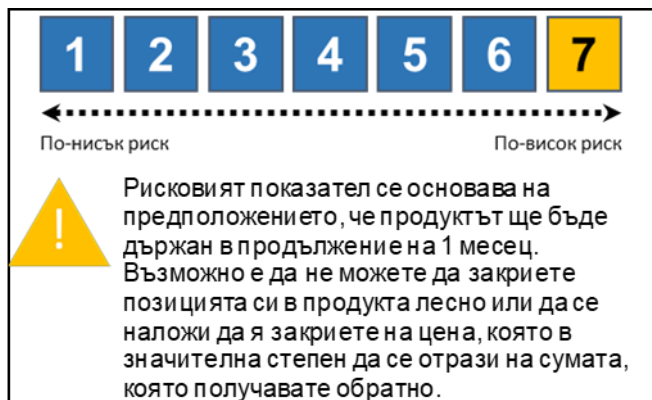 1 2 3 4 5 6 7
По-нисък риск По-висок риск
!
Рисковият показател се основава на
предположението, че продуктът ще бъде
държан в продължение на 1 месец.
Възможно е да не можете да закриете
позицията си в продукта лесно или да се
наложи да я закриете на цена, която в
значителна степен да се отрази на сумата,
която получавате обратно.